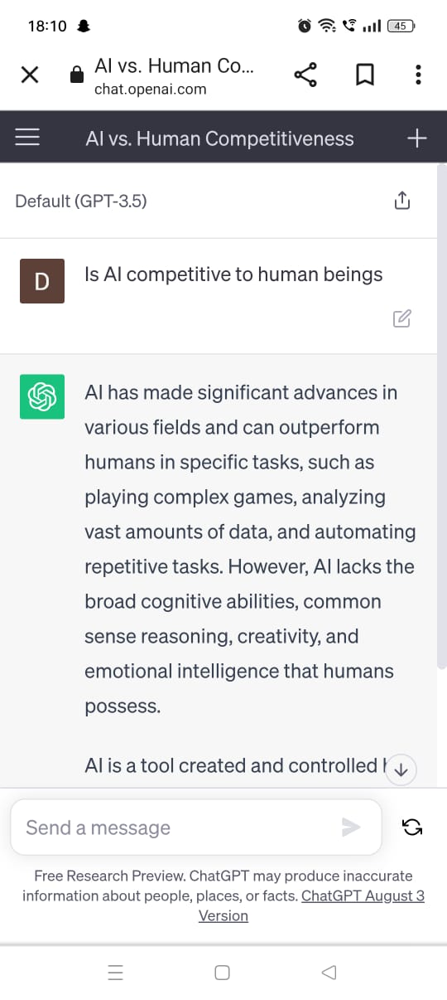 18:10
45
AI vs. Human Co...
chat.openai.com
AI vs. Human Competitiveness
Default (GPT-3.5)
D
Is AI competitive to human beings
AI has made significant advances in
various fields and can outperform
humans in specific tasks, such as
playing complex games, analyzing
vast amounts of data, and automating
repetitive tasks. However, AI lacks the
broad cognitive abilities, common
sense reasoning, creativity, and
emotional intelligence that humans
possess.
AI is a tool created and controlled
Send a message
Free Research Preview. ChatGPT may produce inaccurate
information about people, places, or facts. ChatGPT August 3
Version